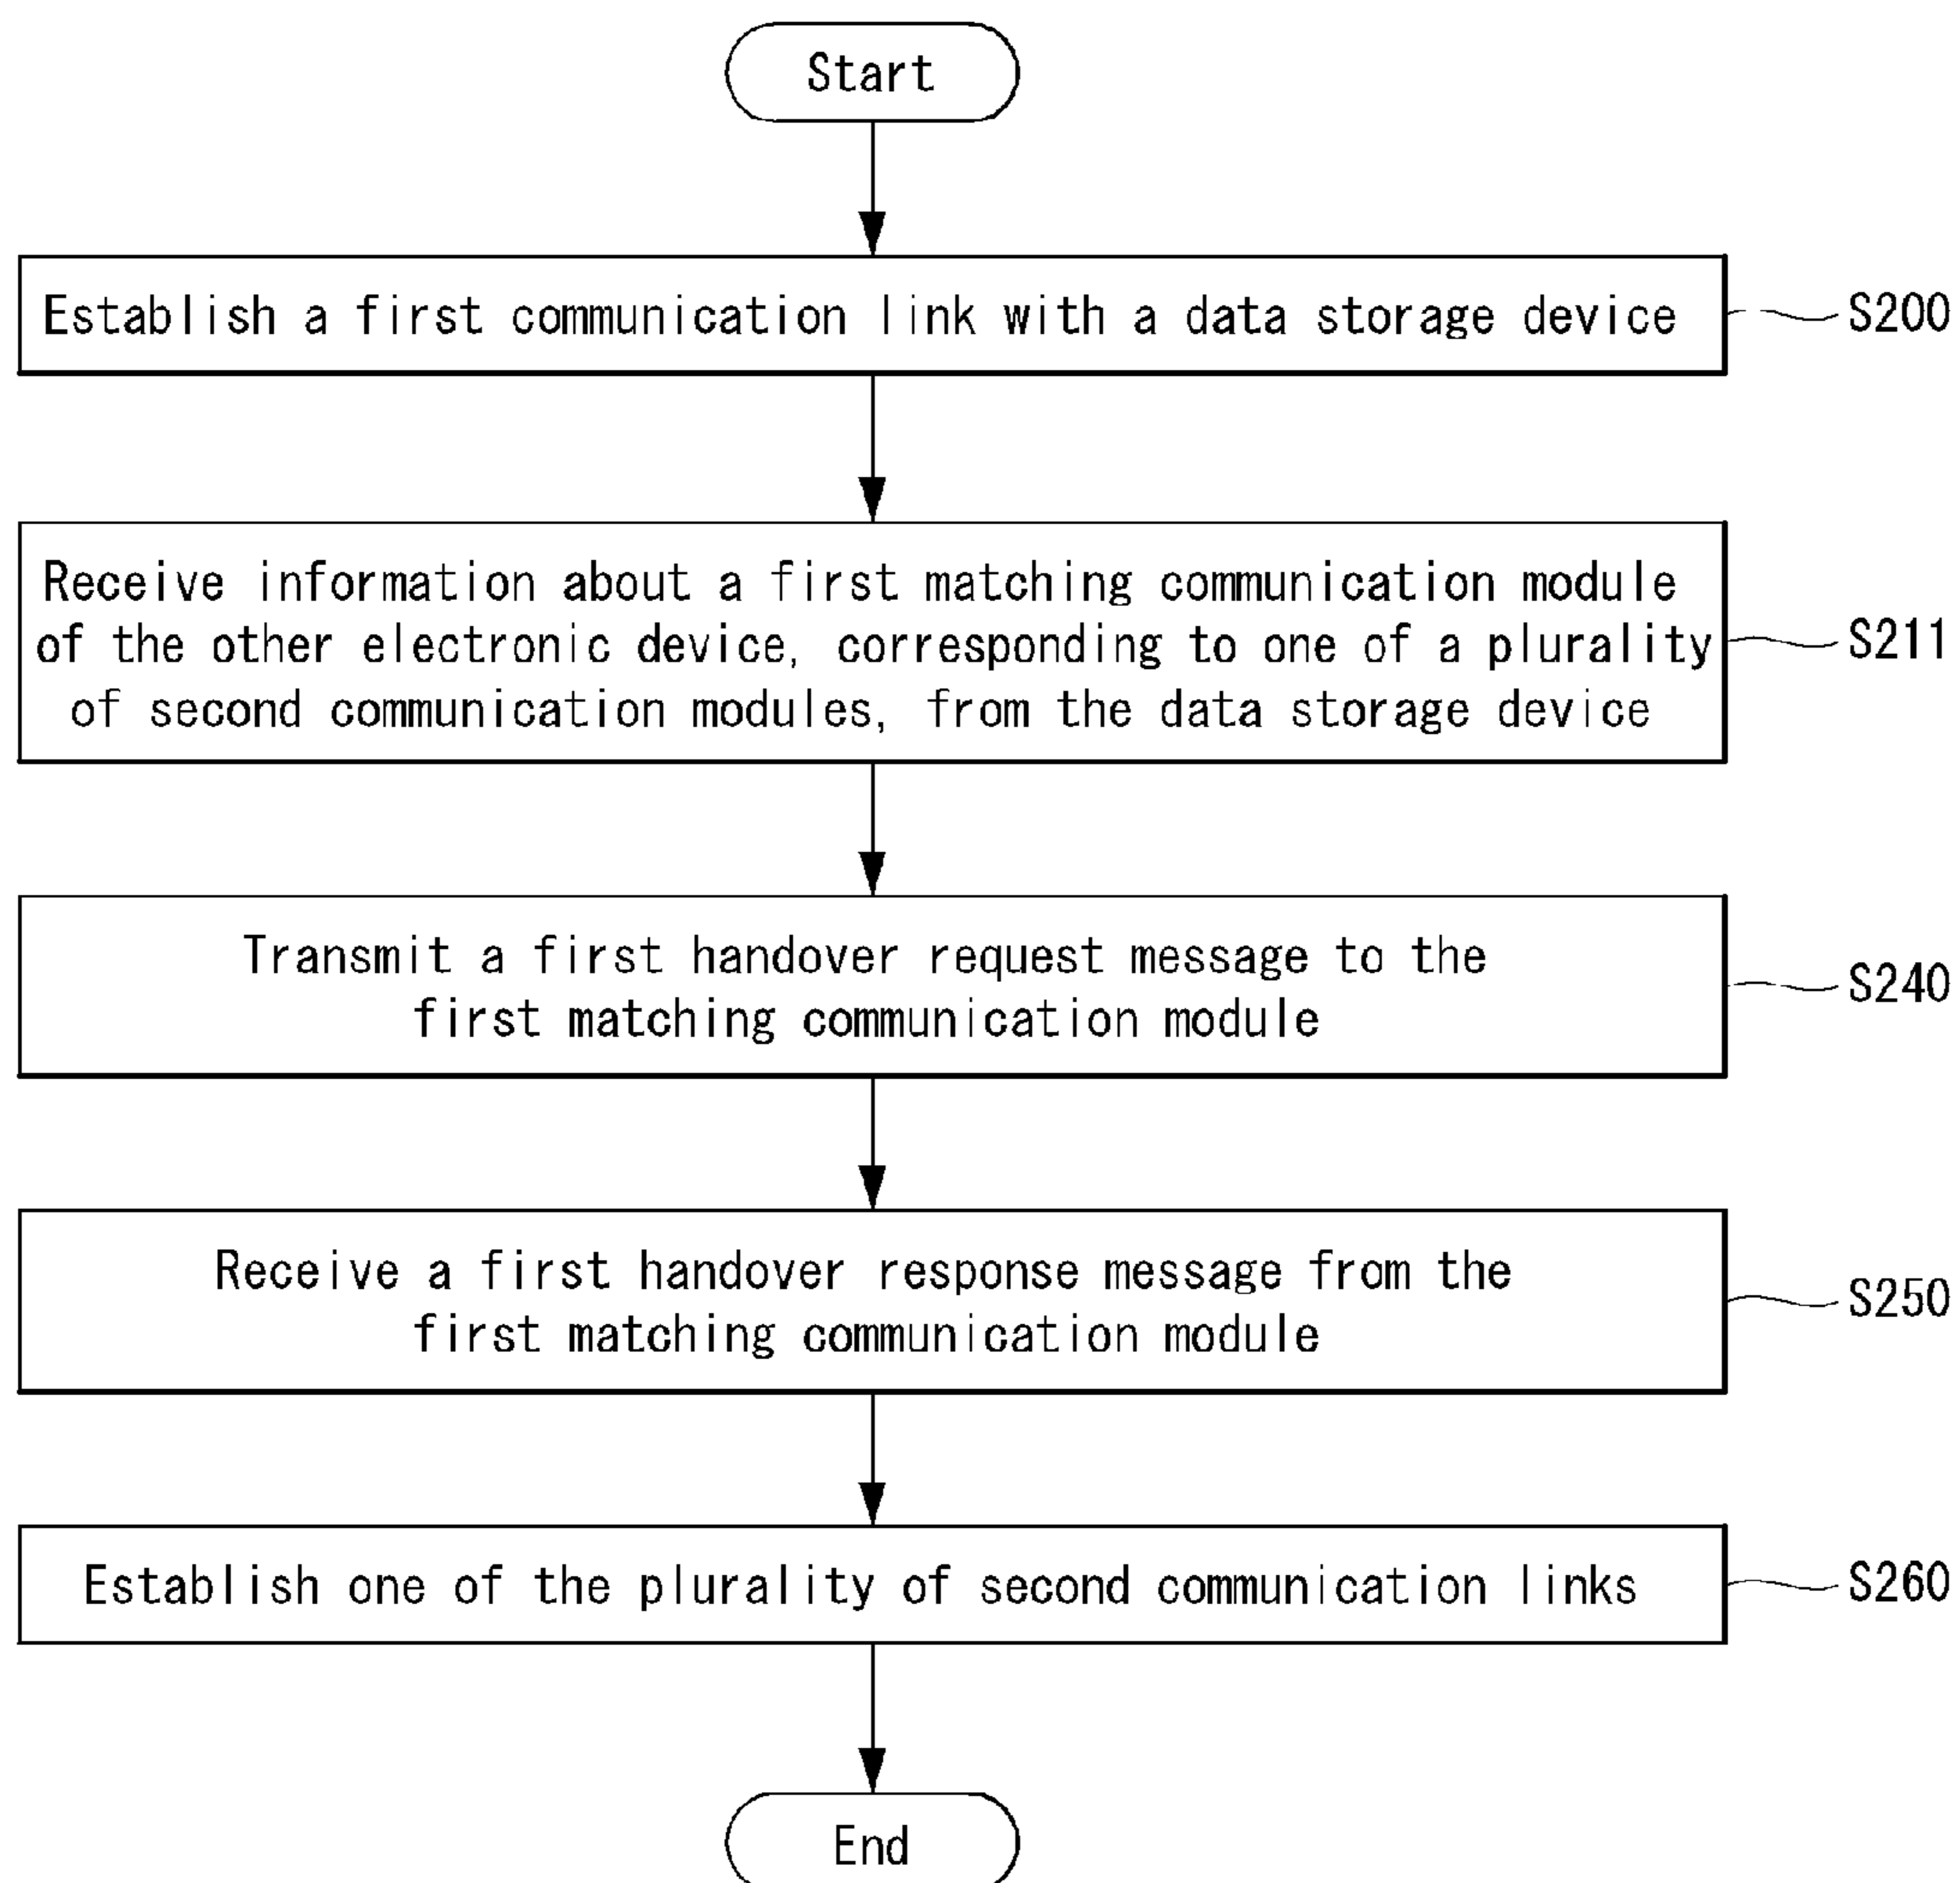 Start
Establish a first communication link with a data storage device
S200
Receive information about a first matching communication module
of the other electronic device, corresponding to one of a plurality
of second communication modules, from the data storage device
S211
Transmit a first handover request message to the
first matching communication module
S240
Receive a first handover response message from the
first matching communication module
S250
Establish one of the plurality of second communication links
S260
End